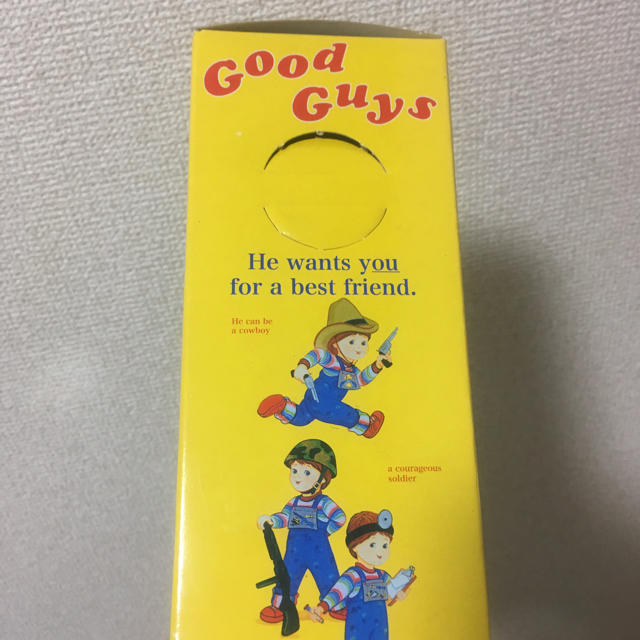 Good
Guys
He wants you
for a best friend.
He can be
a cowboy
a courageous
soldier